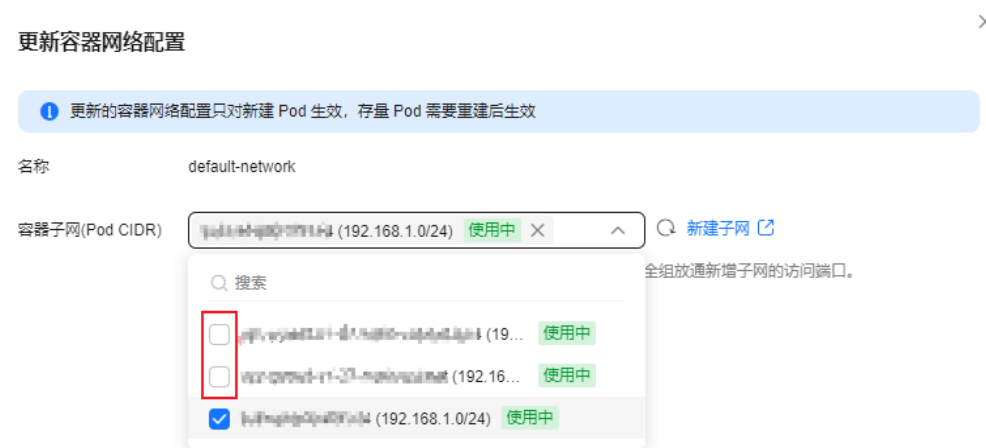 更新容器网络配置
更新的容器网络配置只对新建 Pod 生效，存量 Pod 需要重建后生效
名称 default-network
容器子网(Pod CIDR) (192.168.1.0/24) 使用中 新建子网
全组放通新增子网的访问端口。
搜索
(19... 使用中
(192.16... 使用中
(192.168.1.0/24) 使用中